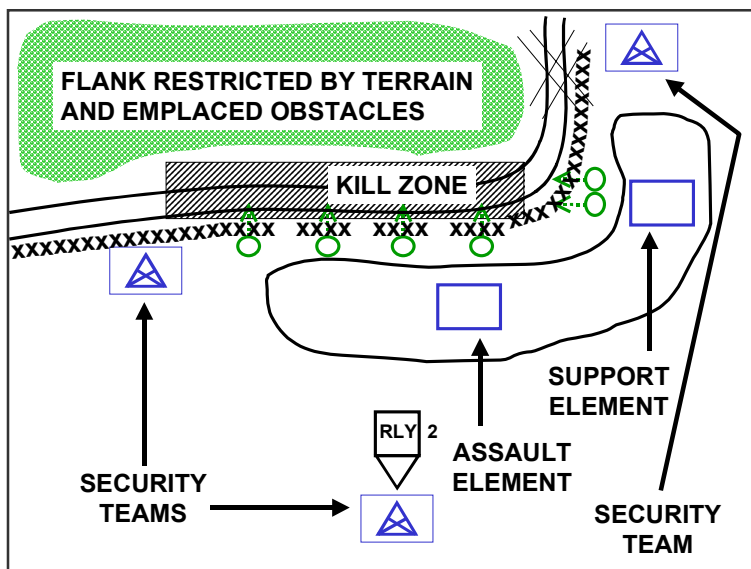 FLANK RESTRICTED BY TERRAIN
AND EMPLACED OBSTACLES
KILL ZONE
SUPPORT
ELEMENT
RLY 2
ASSAULT
ELEMENT
SECURITY
TEAMS
SECURITY
TEAM